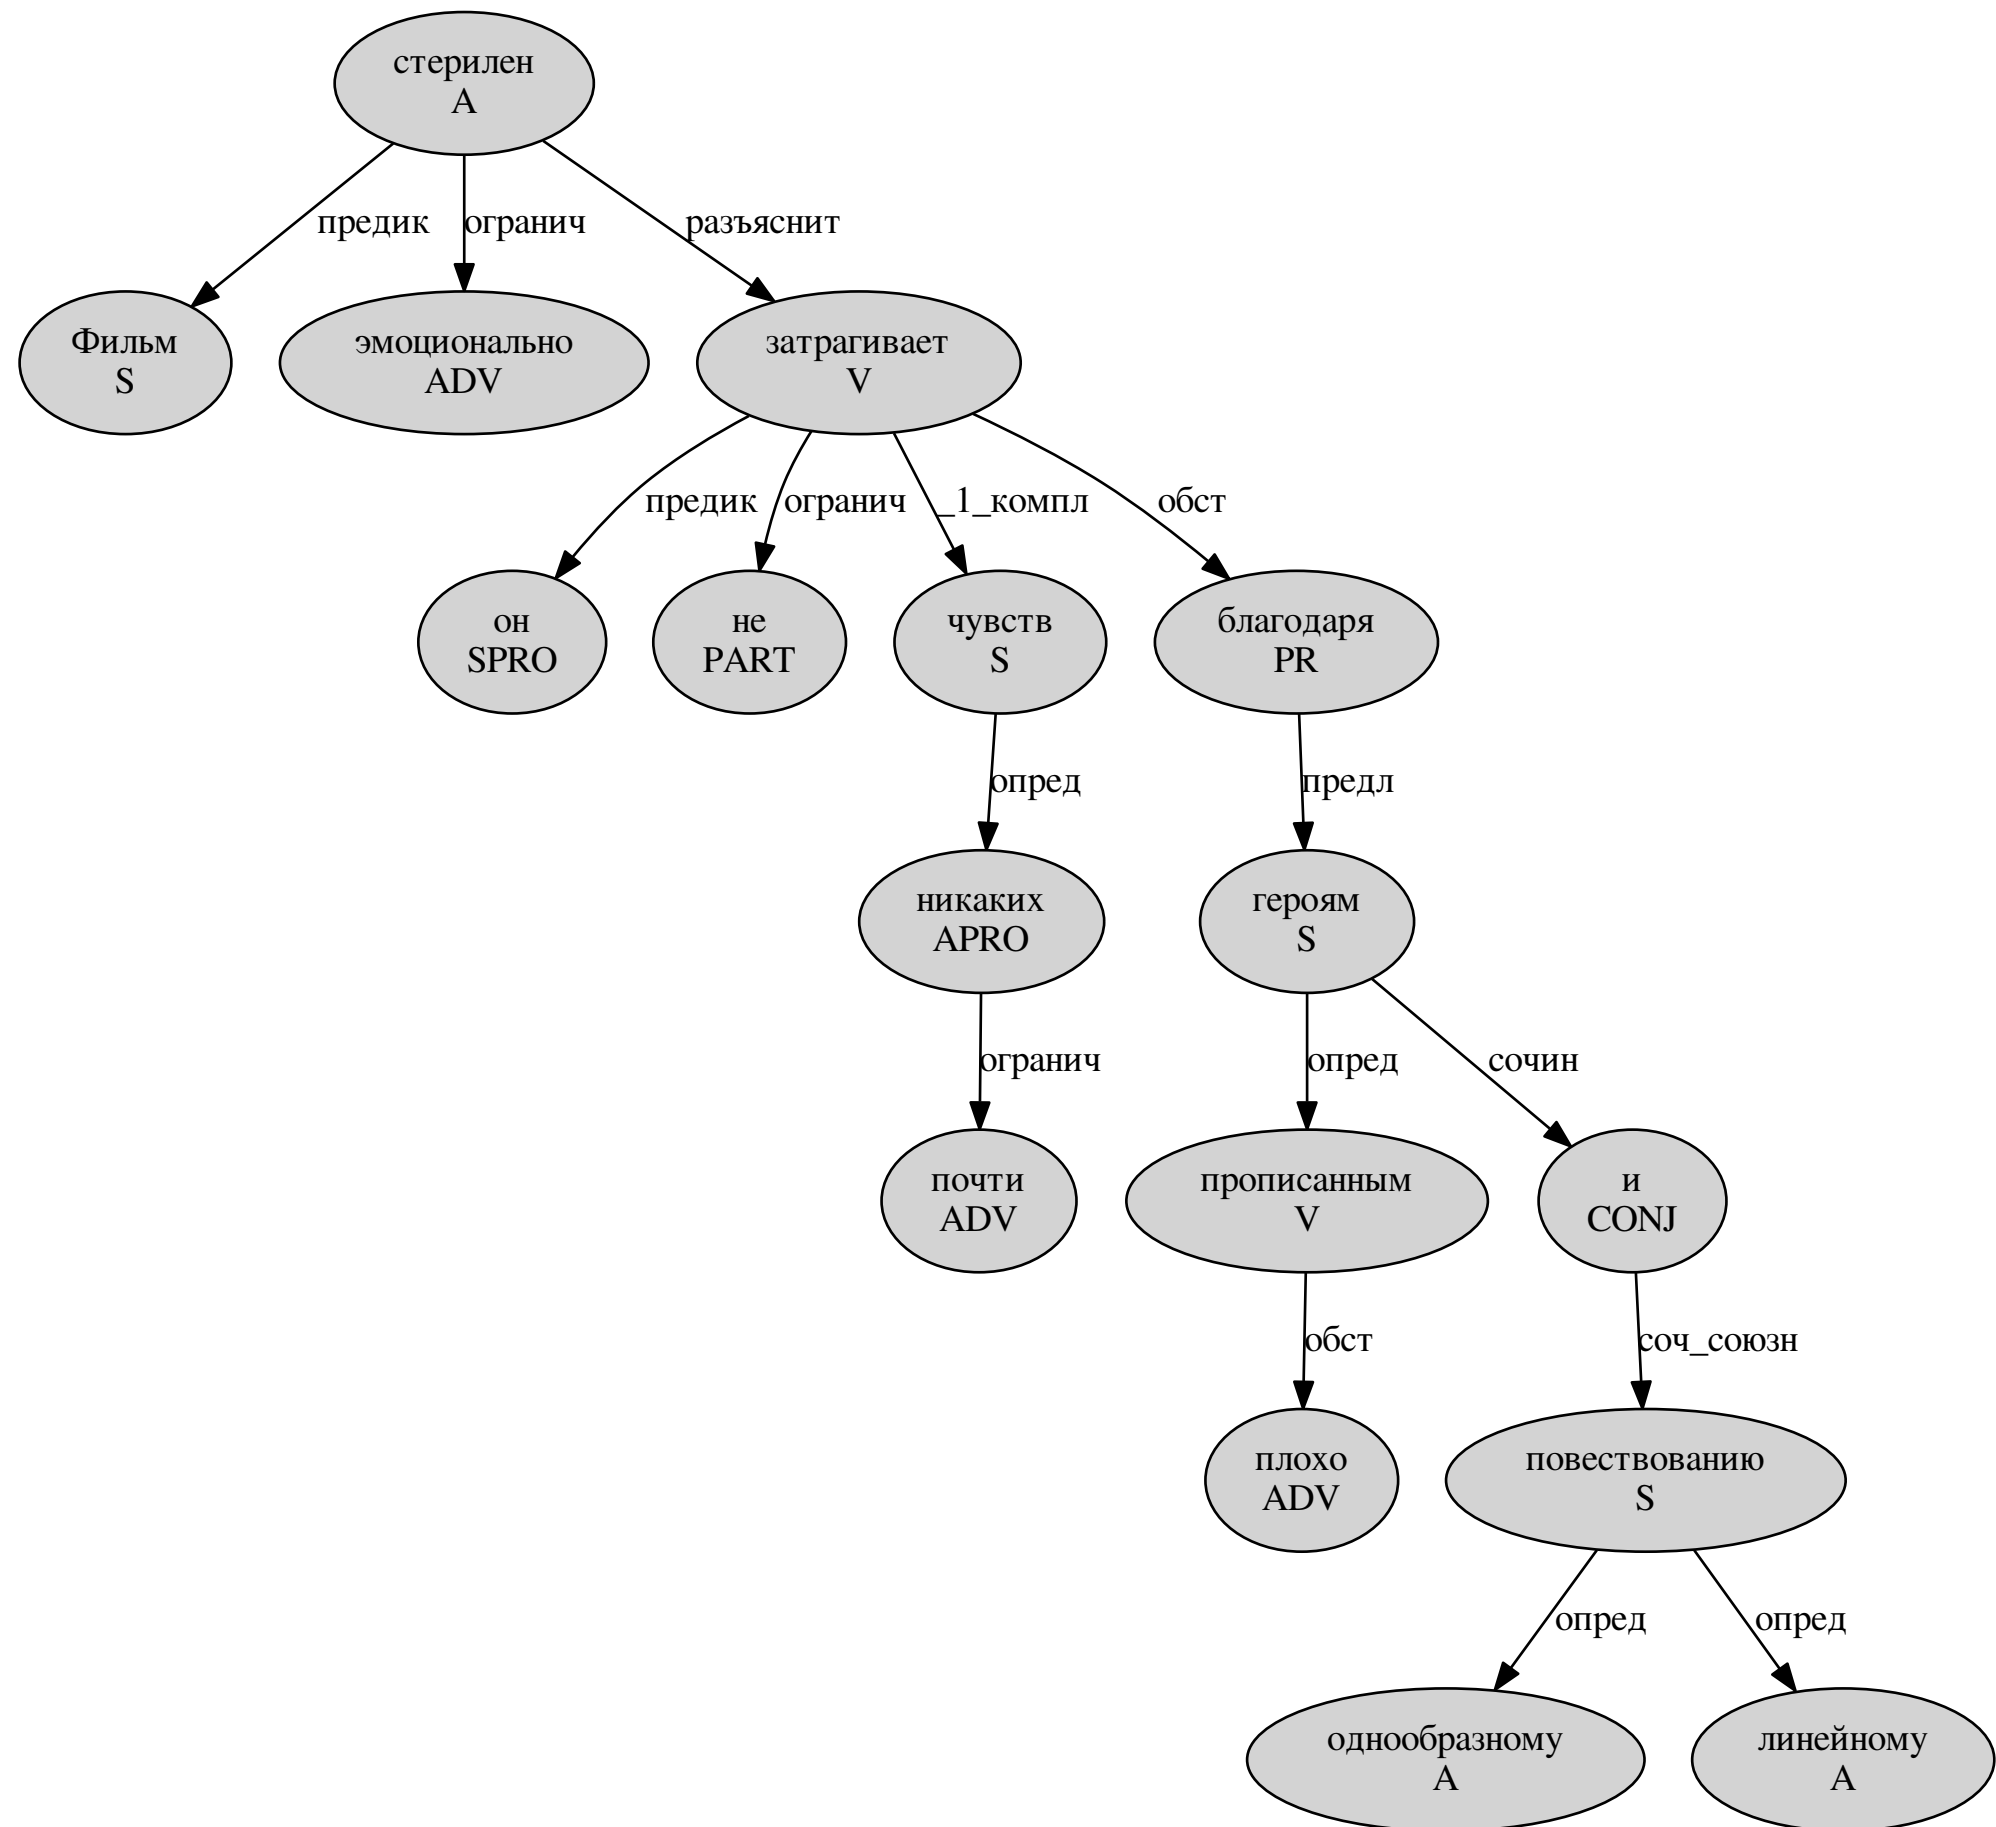 стерилен
A
предик
огранич
разъяснит
Фильм
S
эмоционально
ADV
затрагивает
V
предик
огранич
_1_компл
обст
он
SPRO
не
PART
чувств
S
благодаря
PR
опред
предл
никаких
APRO
героям
S
огранич
опред
сочин
почти
ADV
прописанным
V
и
CONJ
обст
соч_союзн
плохо
ADV
повествованию
S
опред
опред
однообразному
A
линейному
A